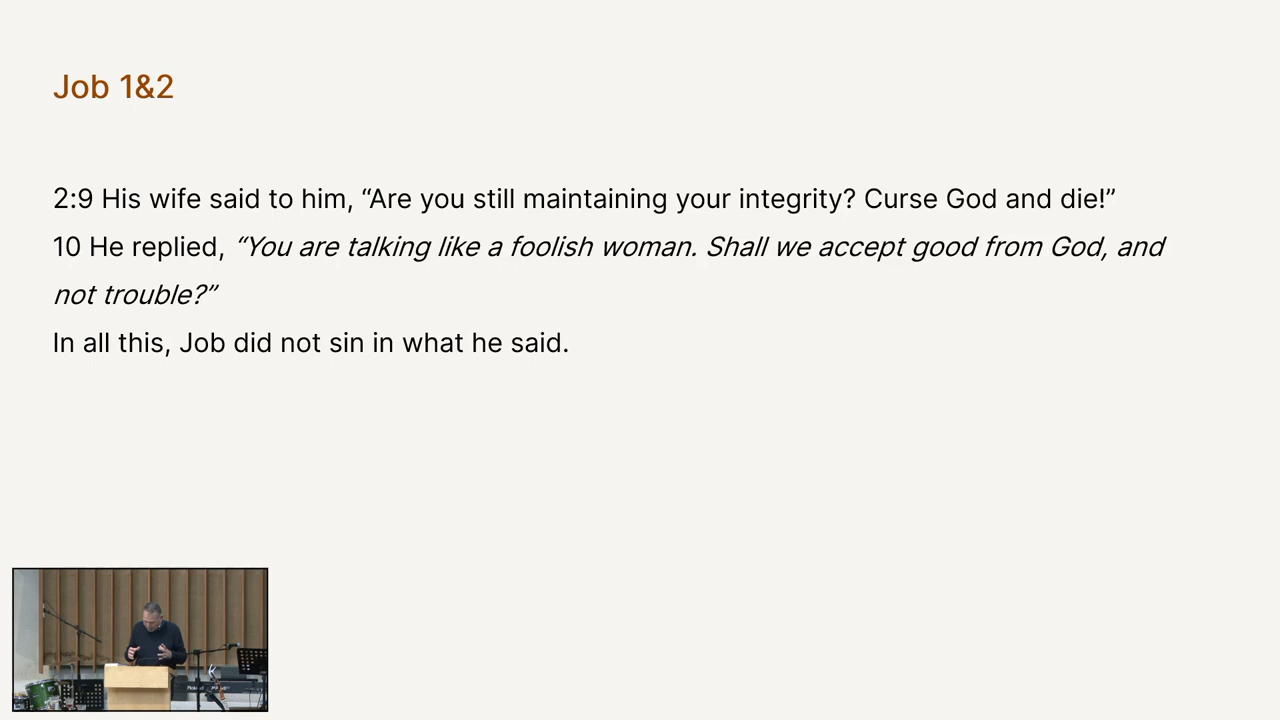 Job 1&2
2:9 His wife said to him, “Are you still maintaining your integrity? Curse God and die!”
10 He replied, “You are talking like a foolish woman. Shall we accept good from God, and
not trouble?”
In all this, Job did not sin in what he said.
Roland